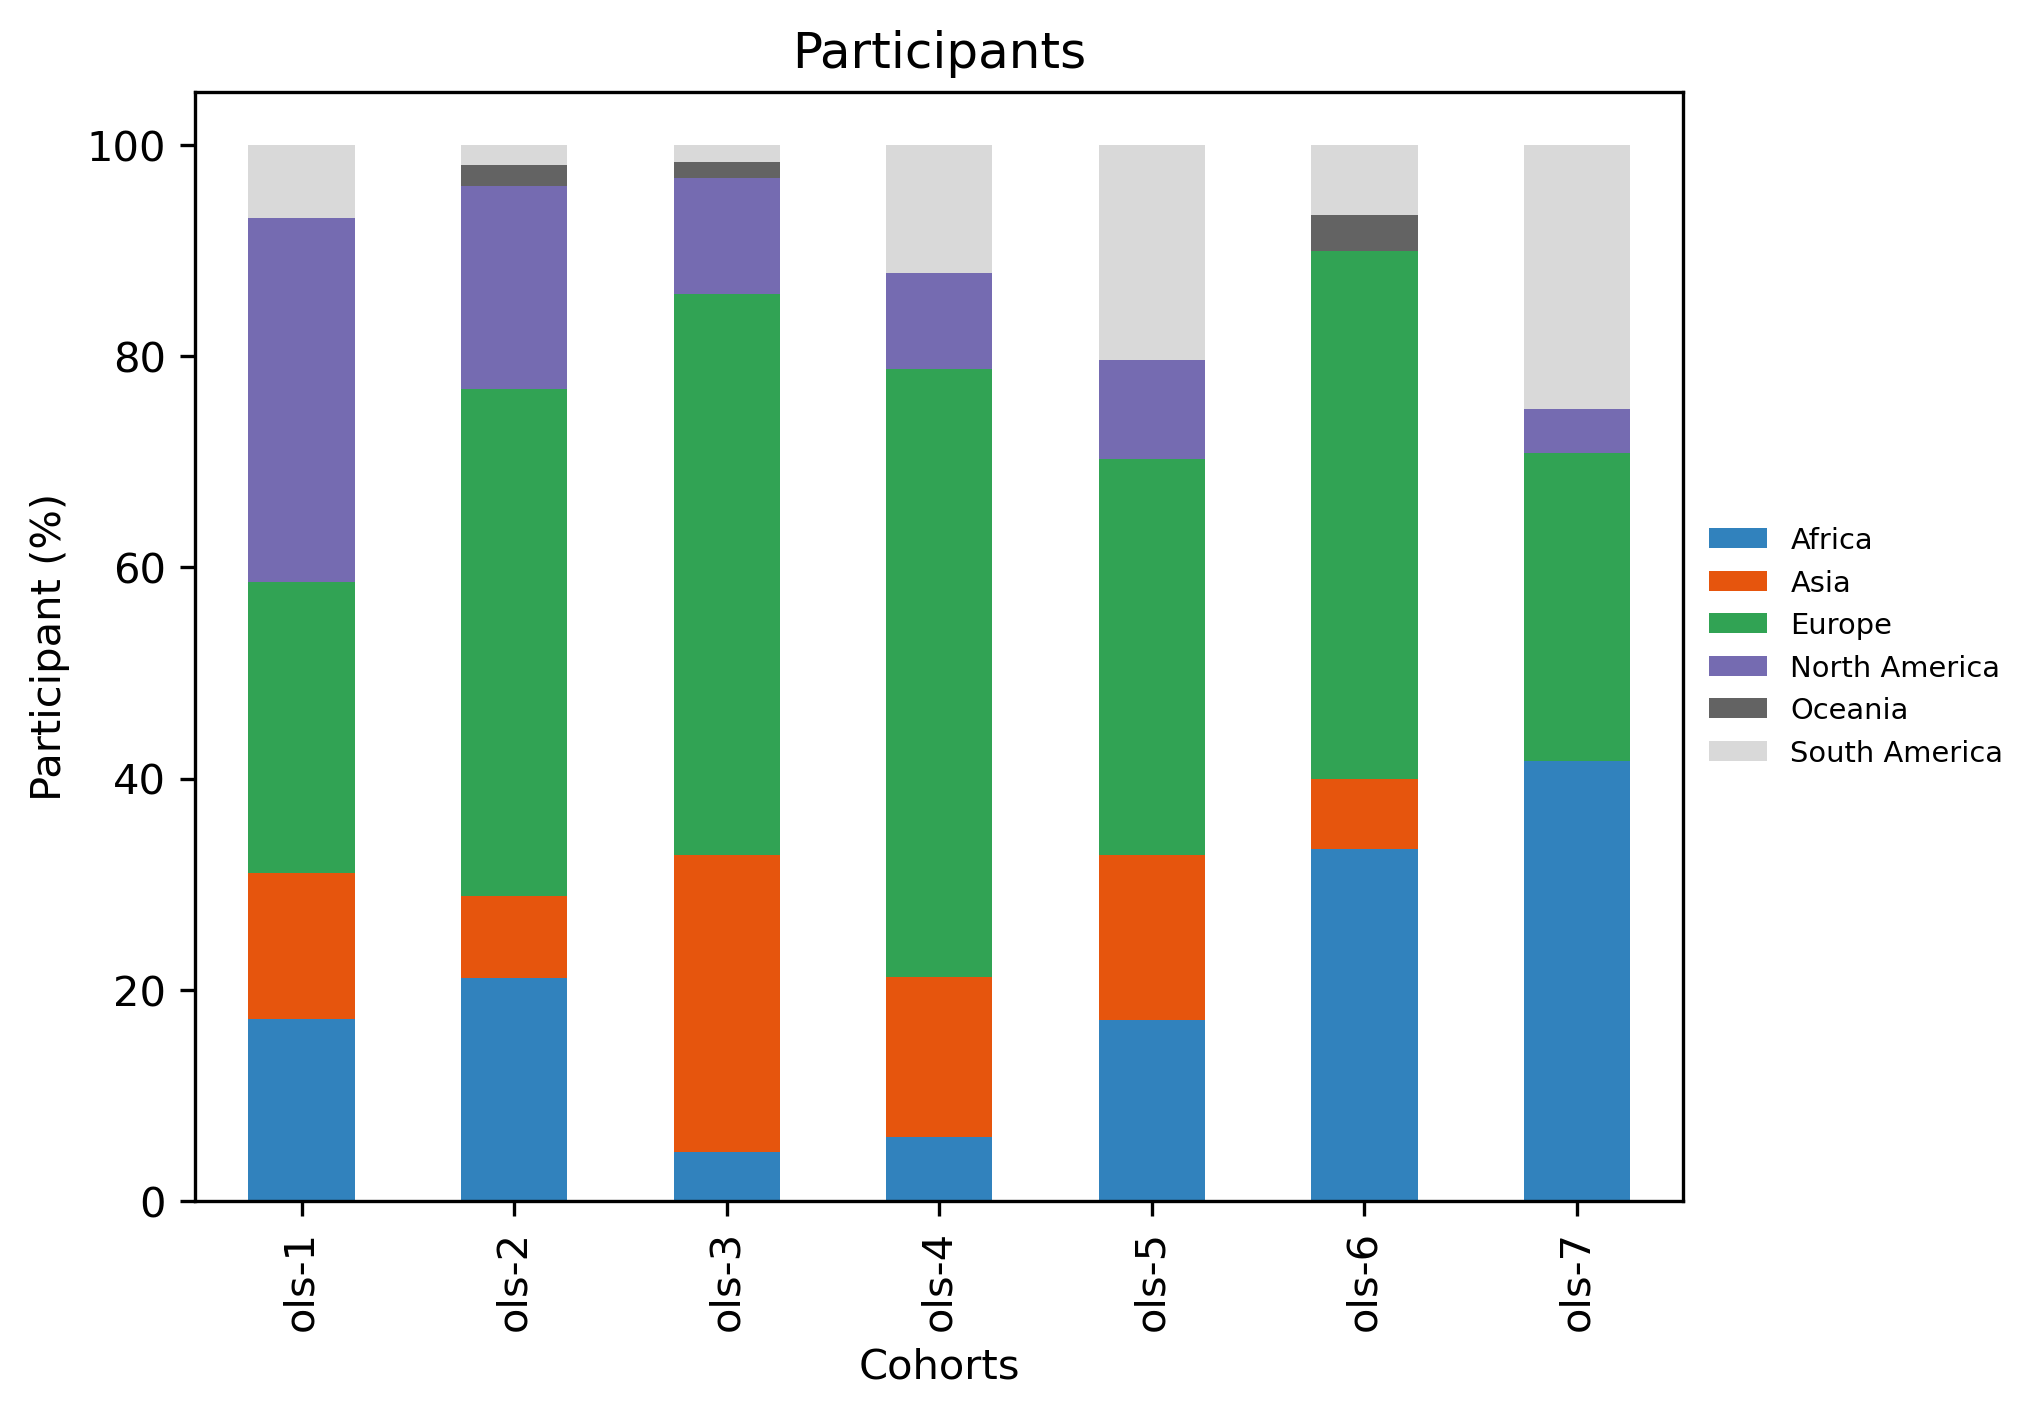 Participants
Participant (%)
100
80
60
40
20
0
ols-1
ols-2
ols-3
ols-4
ols-5
ols-6
ols-7
Cohorts
Africa
Asia
Europe
North America
Oceania
South America